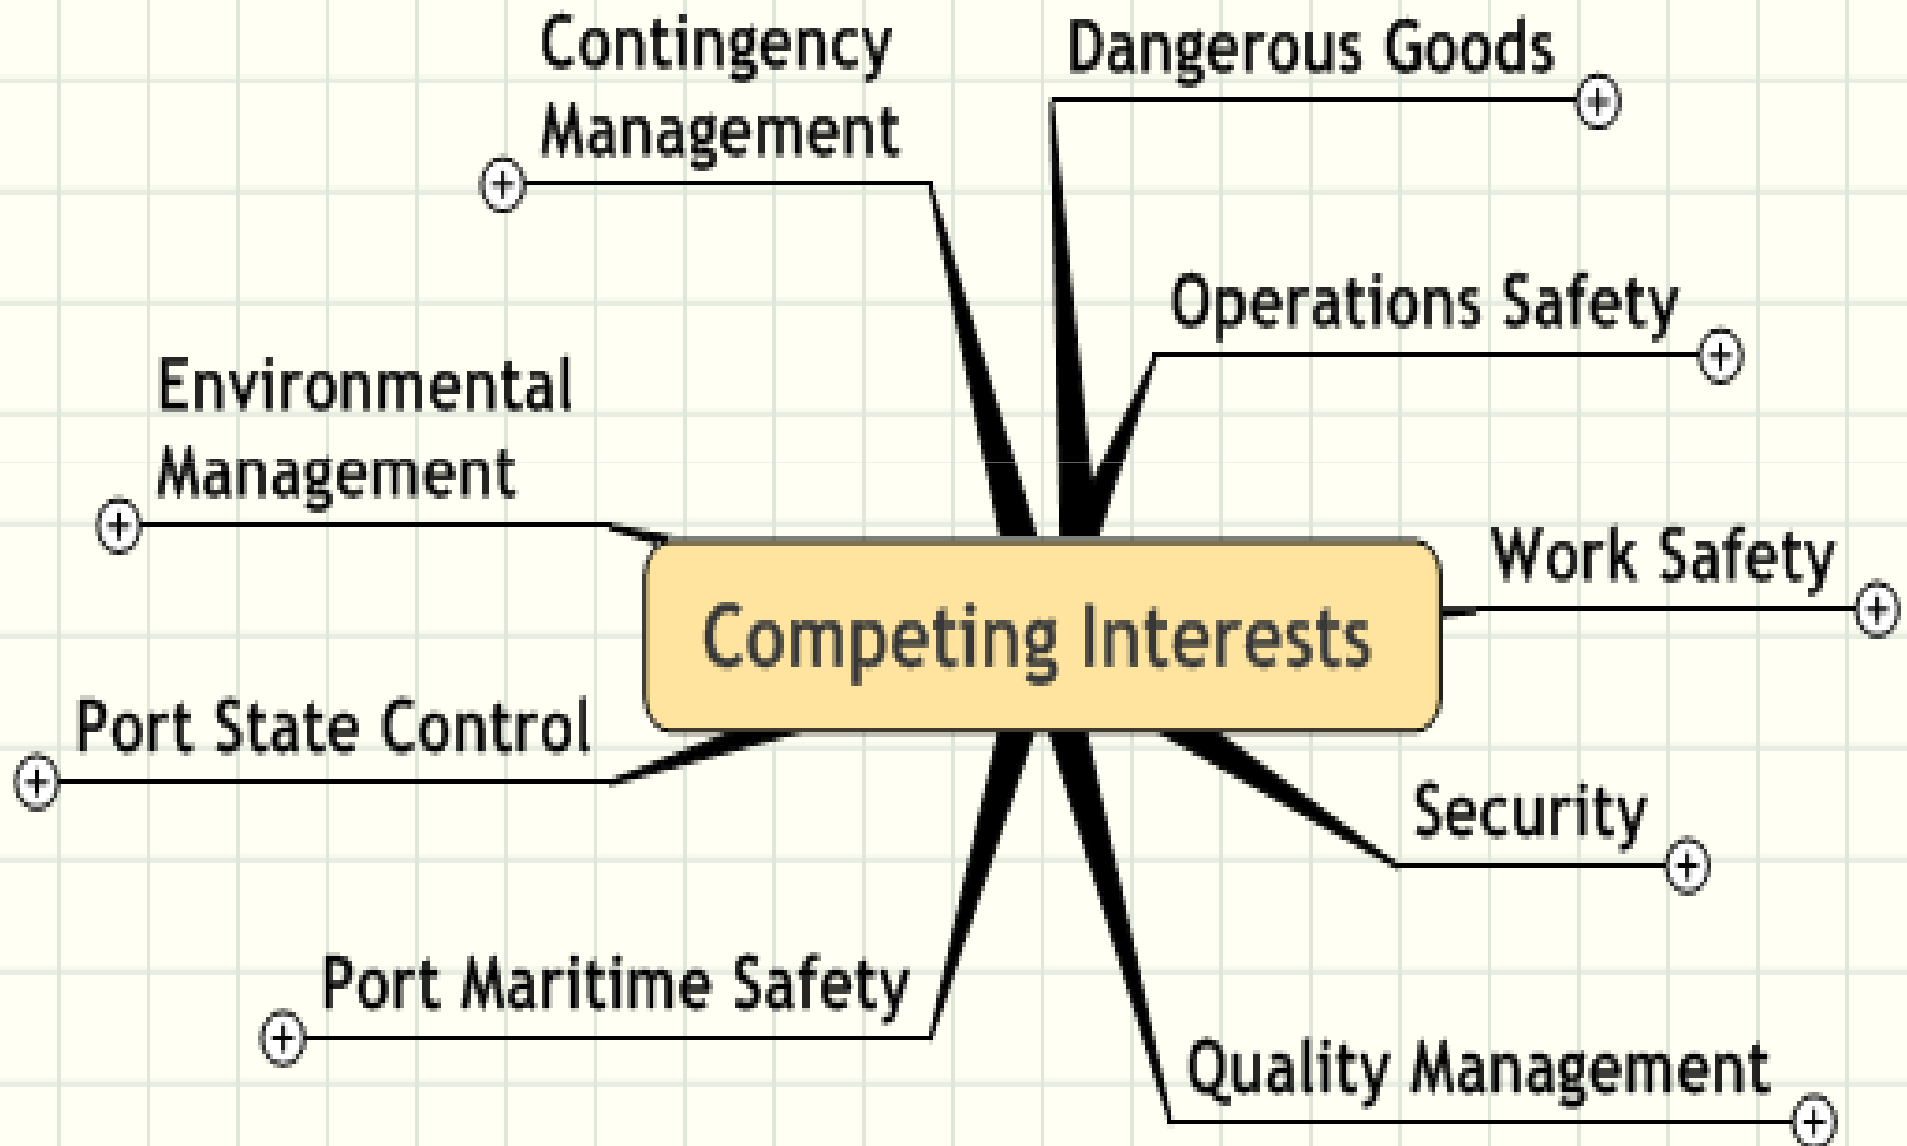 Contingency
Management
Dangerous Goods
Operations Safety
Environmental
Management
Work Safety
Competing Interests
Port State Control
Security
Port Maritime Safety
Quality Management